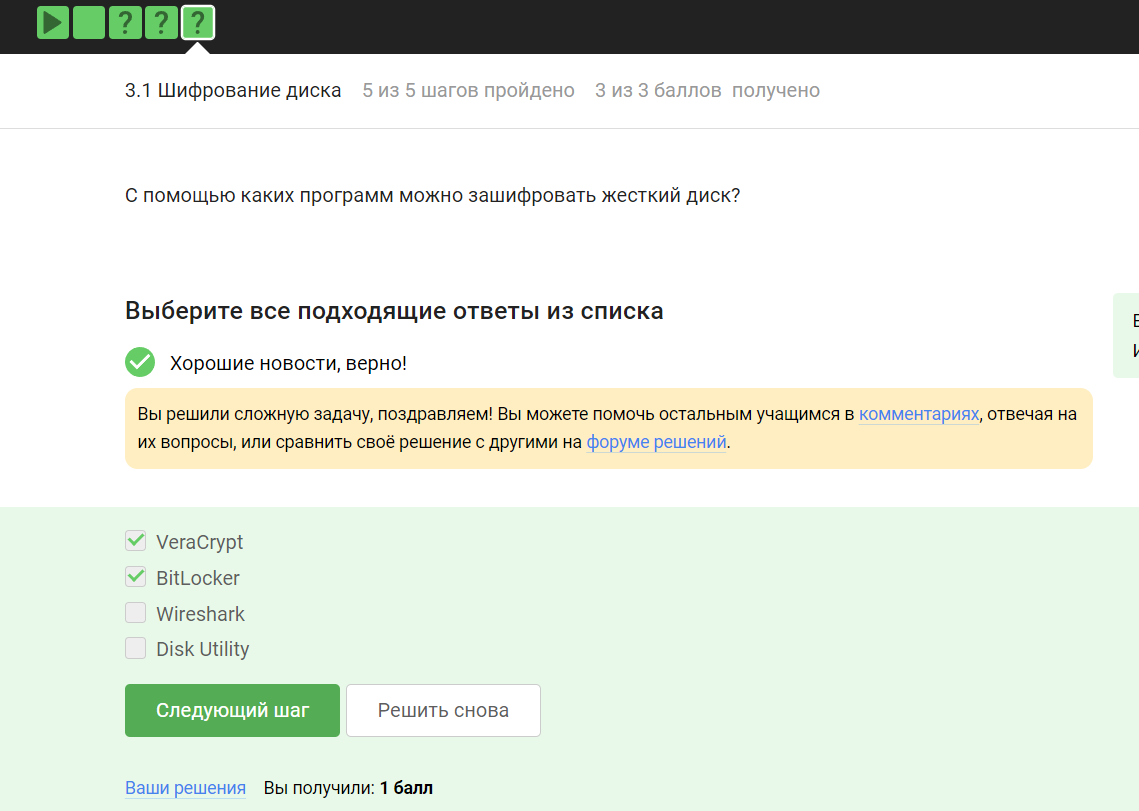 ? ? ?
3.1 Шифрование диска 5 из 5 шагов пройдено 3 из 3 баллов получено
С помощью каких программ можно зашифровать жесткий диск?
Выберите все подходящие ответы из списка
Хорошие новости, верно!
Вы решили сложную задачу, поздравляем! Вы можете помочь остальным учащимся в комментариях, отвечая на
их вопросы, или сравнить своё решение с другими на форуме решений.
VeraCrypt
BitLocker
Wireshark
Disk Utility
Следующий шаг Решить снова
Ваши решения Вы получили: 1 балл